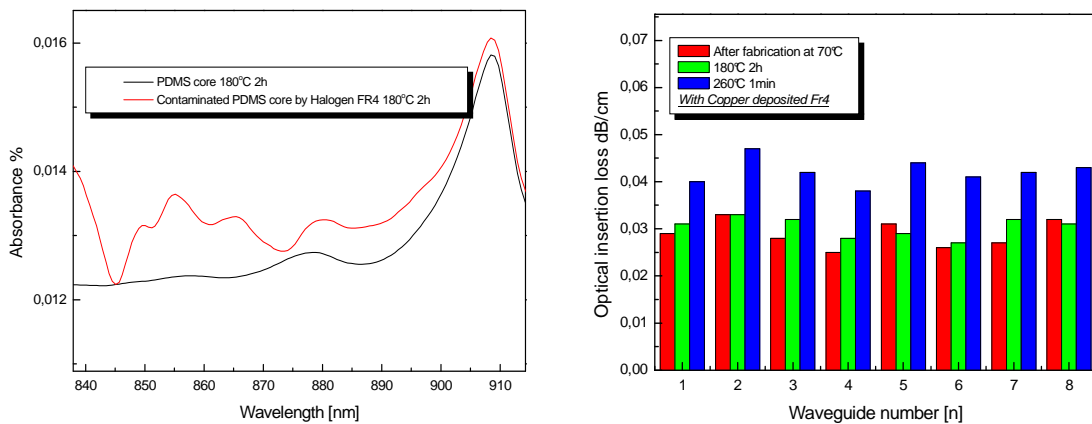 0,016
0,014
0,012
Absorbance %
PDMS core 180°C 2h
Contaminated PDMS core by Halogen FR4 180°C 2h
840 850 860 870 880 890 900 910
Wavelength [nm]
0,07
0,06
0,05
0,04
0,03
0,02
0,01
0,00
Optical insertion loss dB/cm
After fabrication at 70°C
180°C 2h
260°C 1min
With Copper deposited Fr4
1 2 3 4 5 6 7 8
Waveguide number [n]